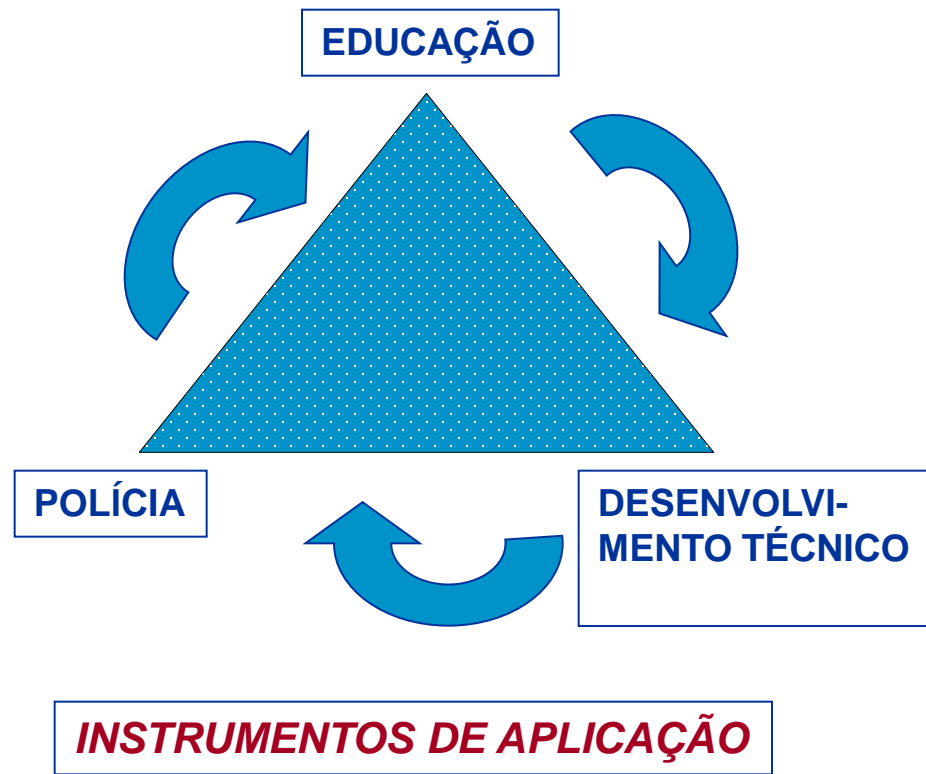 EDUCAÇÃO
POLÍCIA
DESENVOLVI-
MENTO TÉCNICO
INSTRUMENTOS DE APLICAÇÃO